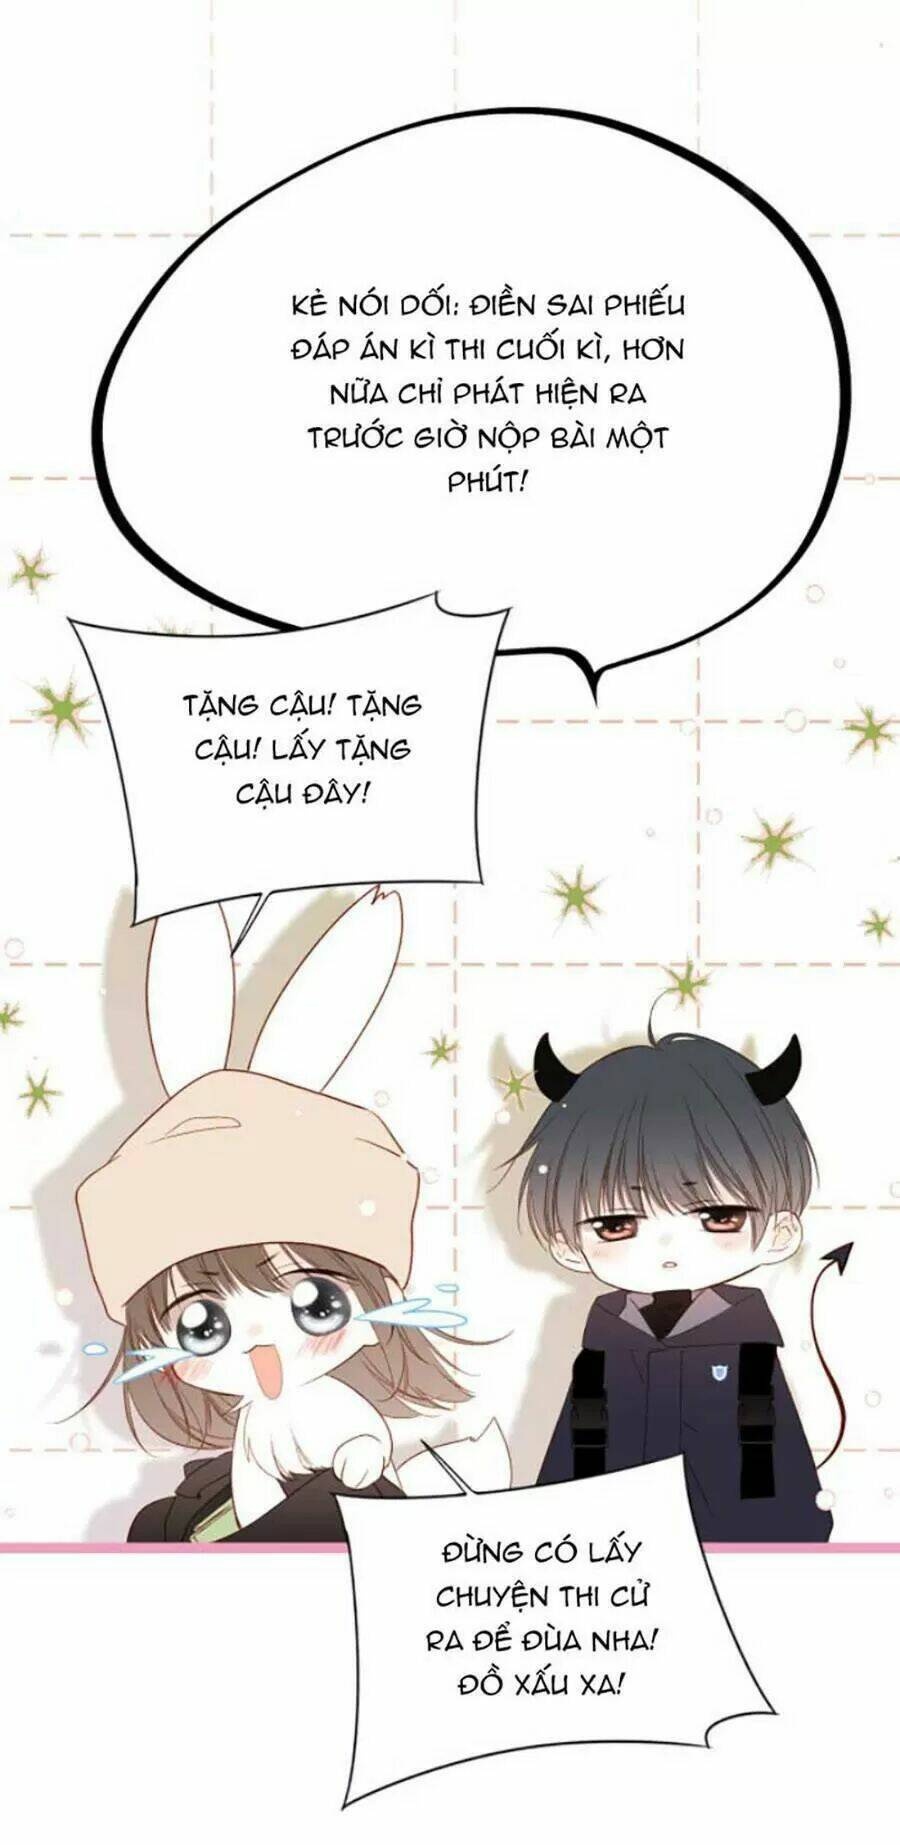 KẺ NÓI DỐI: ĐIỀN SAI PHIẾU
ĐÁP ÁN KÌ THI CUỐI KÌ, HƠN
NỮA CHỈ PHÁT HIỆN RA
TRƯỚC GIỜ NỘP BÀI MỘT
PHÚT!
TẶNG CẬU! TẶNG
CẬU! LẤY TẶNG
CẬU ĐÂY!
ĐỪNG CÓ LẤY
CHUYỆN THI CỬ
RA ĐỂ ĐÙA NHA!
ĐỒ XẤU XA!